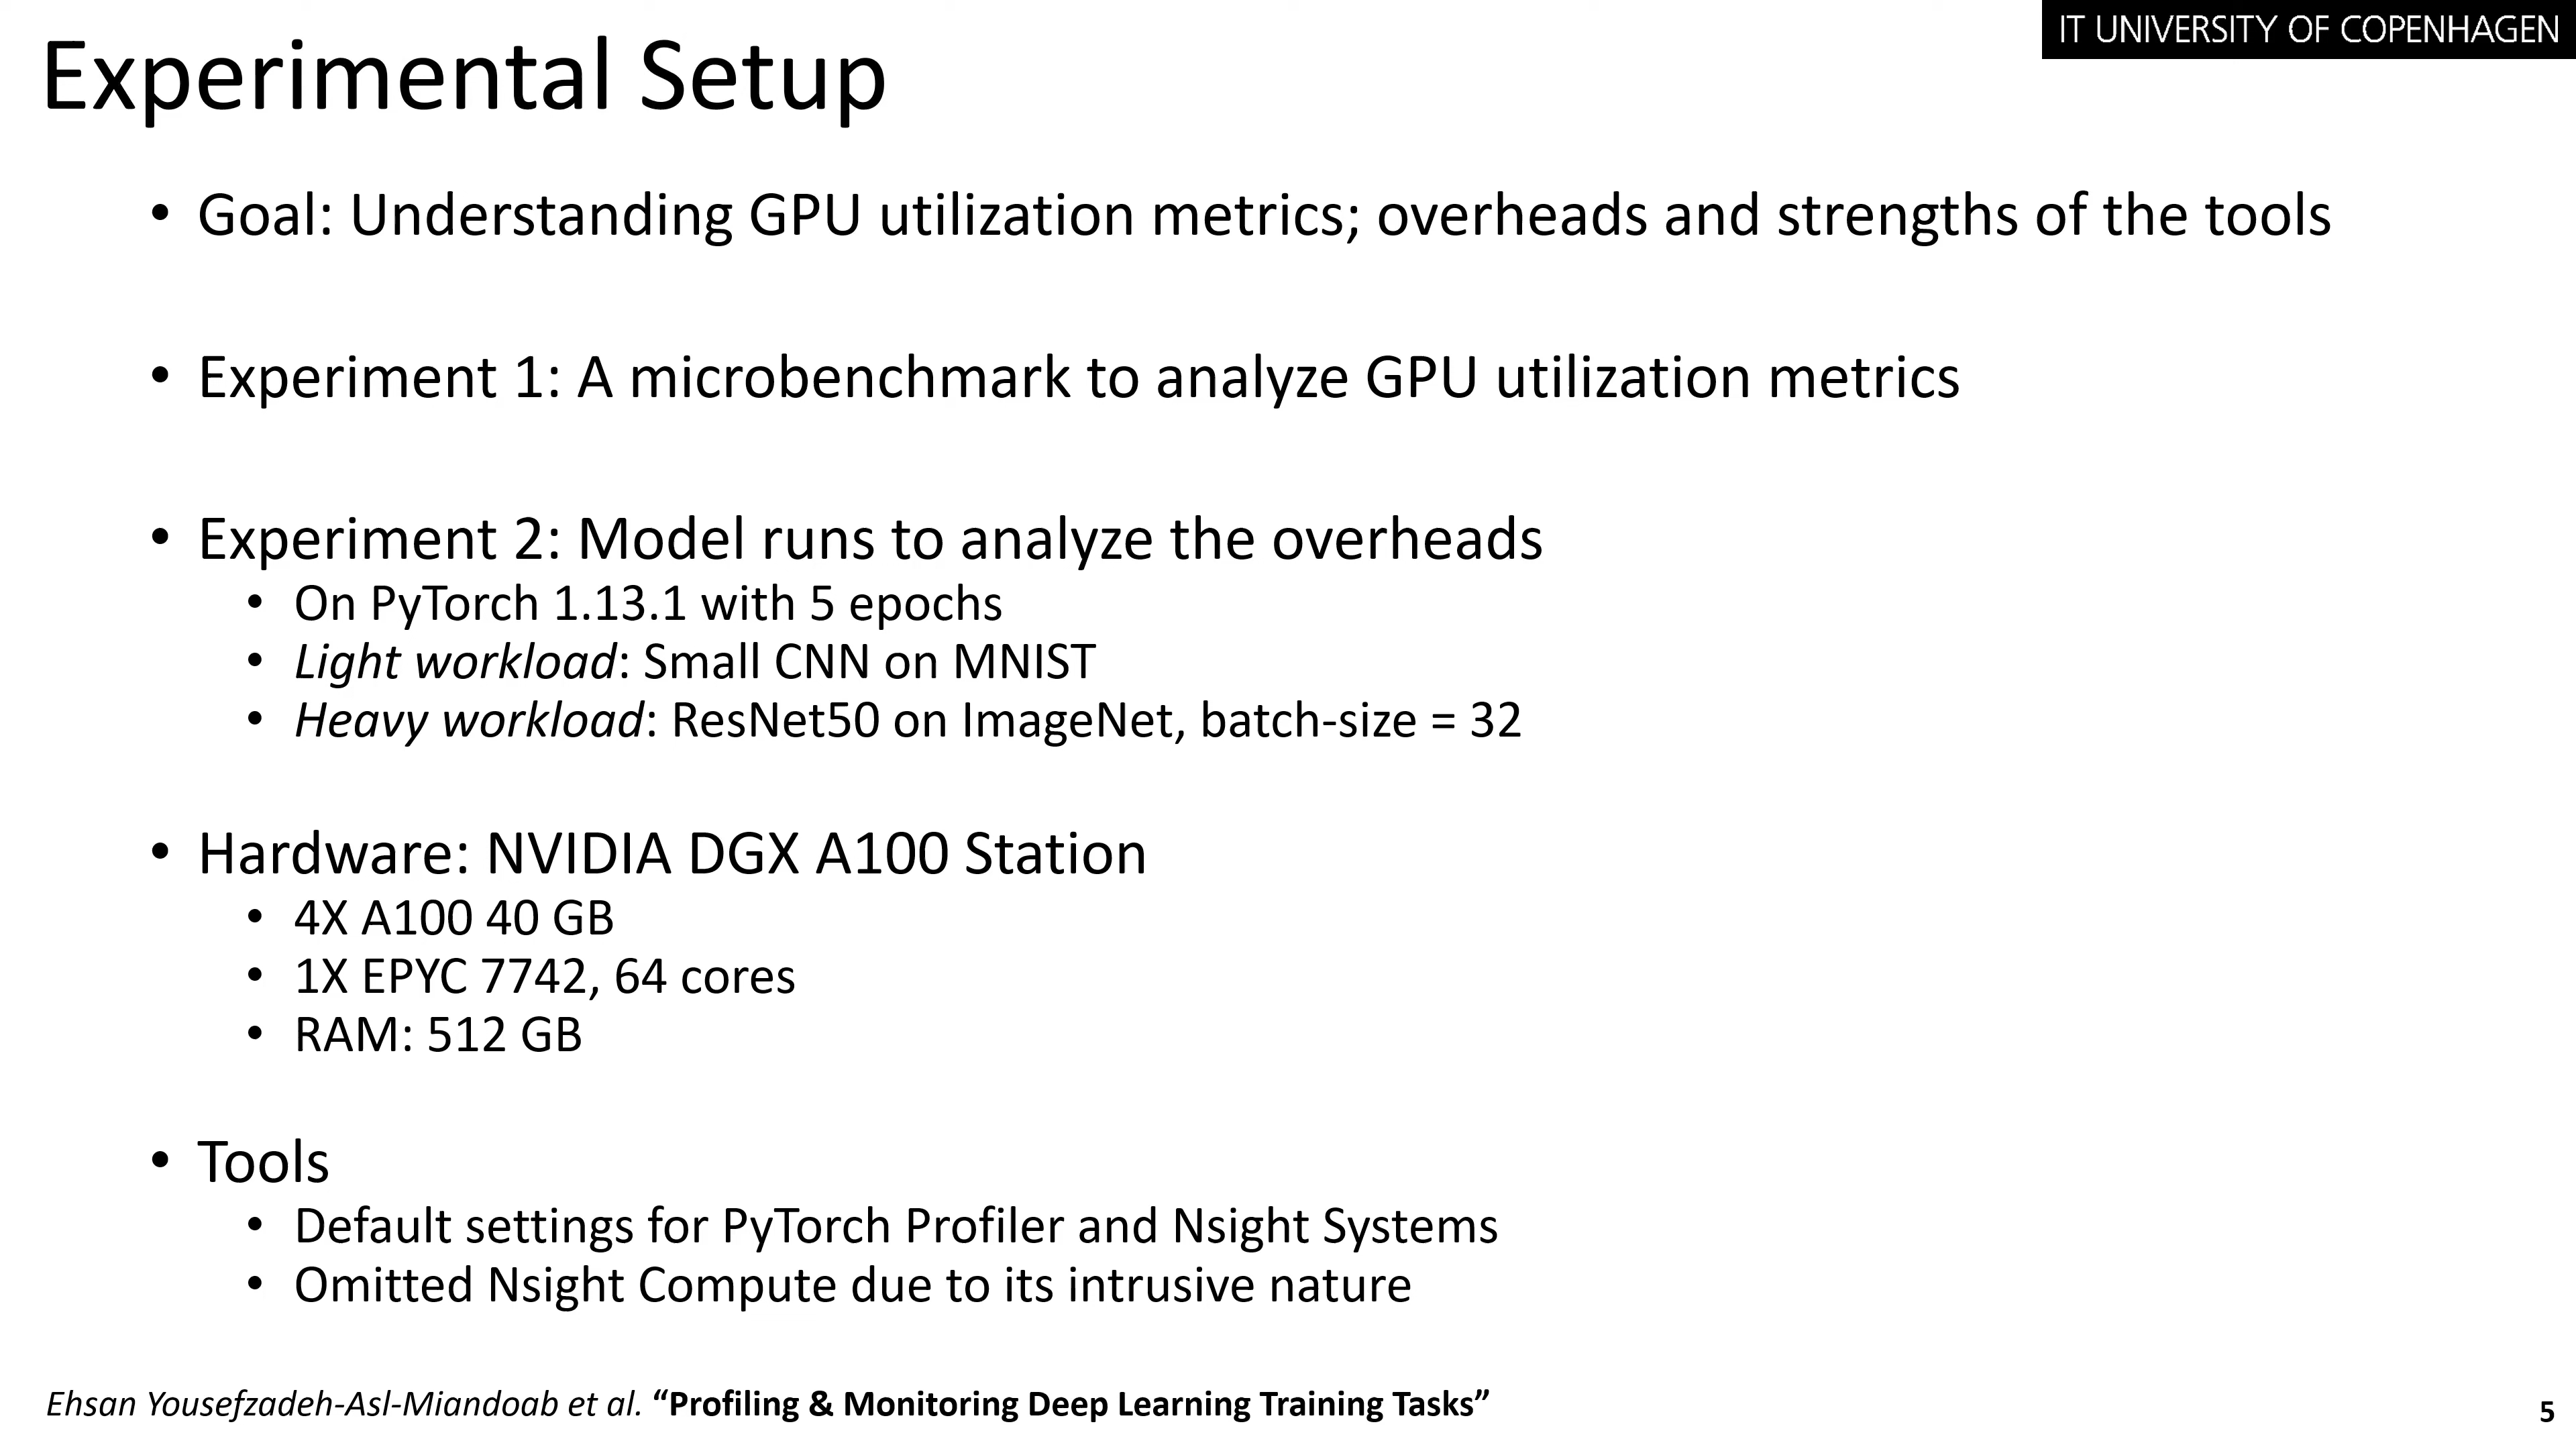 IT UNIVERSITY OF COPENHAGEN
Experimental Setup
• Goal: Understanding GPU utilization metrics; overheads and strengths of the tools
• Experiment 1: A microbenchmark to analyze GPU utilization metrics
• Experiment 2: Model runs to analyze the overheads
• On PyTorch 1.13.1 with 5 epochs
• Light workload: Small CNN on MNIST
• Heavy workload: ResNet50 on ImageNet, batch-size = 32
• Hardware: NVIDIA DGX A100 Station
• 4X A100 40 GB
• 1X EPYC 7742, 64 cores
• RAM: 512 GB
• Tools
• Default settings for PyTorch Profiler and Nsight Systems
• Omitted Nsight Compute due to its intrusive nature
Ehsan Yousefzadeh-Asl-Miandoab et al. “Profiling & Monitoring Deep Learning Training Tasks”
5